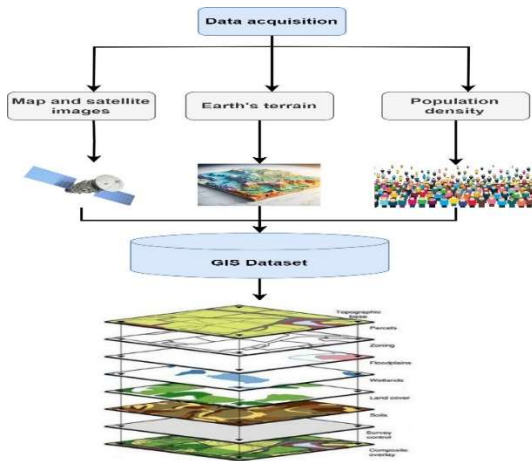 Data acquisition
Map and satellite
images
Earth's terrain
Population
density
GIS Dataset
Topographic
base
Parcels
Zoning
Floodplains
Wetlands
Land cover
Soils
Survey
control
Composite
overlay